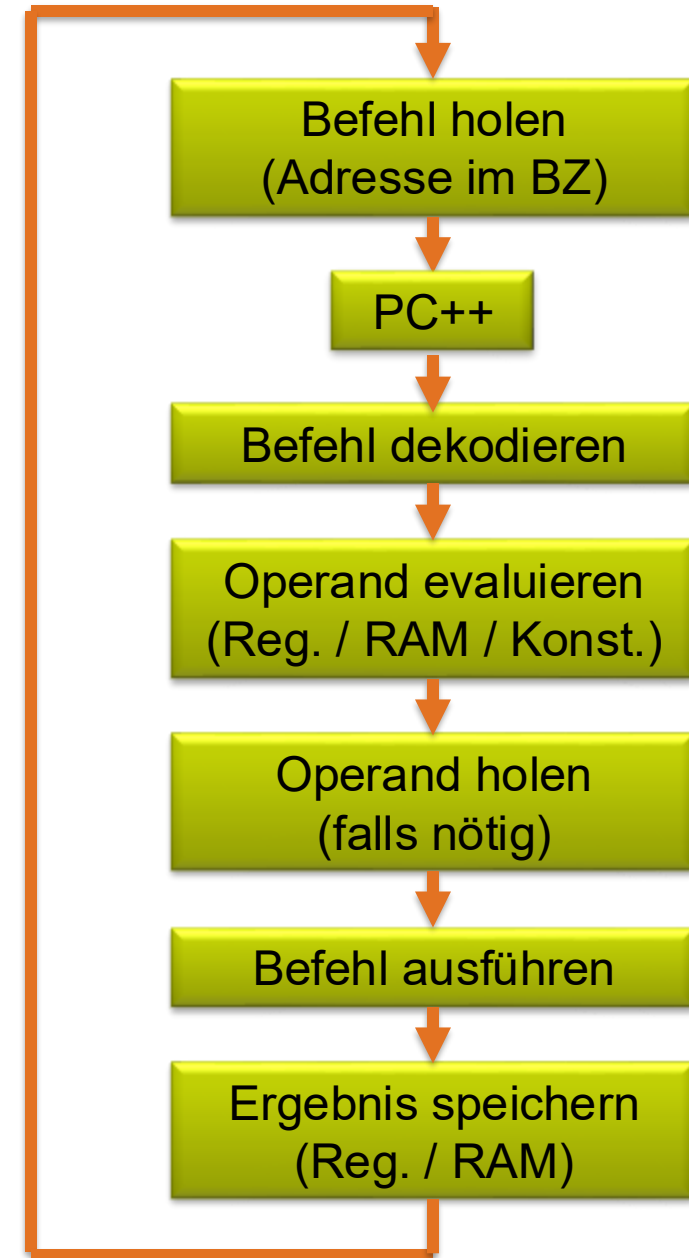 Befehl holen
(Adresse im BZ)
PC++
Befehl dekodieren
Operand evaluieren
(Reg. / RAM / Konst.)
Operand holen
(falls nötig)
Befehl ausführen
Ergebnis speichern
(Reg. / RAM)